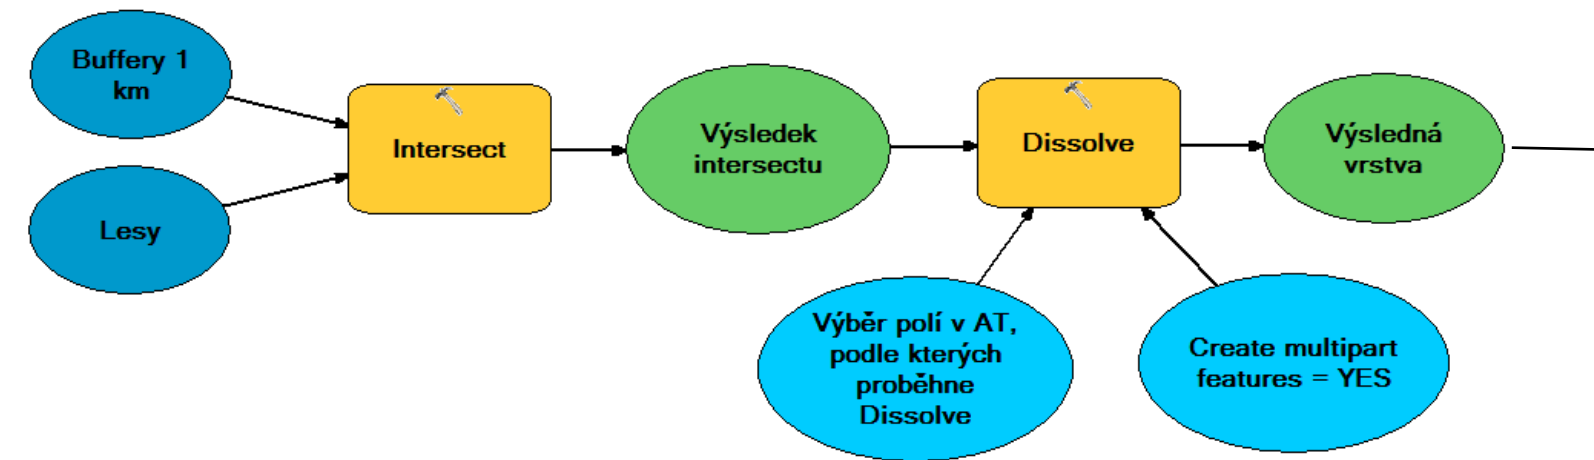 Buffery 1
km
Lesy
Intersect
Výsledek
intersectu
Dissolve
Výsledná
vrstva
Výběr polí v AT,
podle kterých
proběhne
Dissolve
Create multipart
features = YES